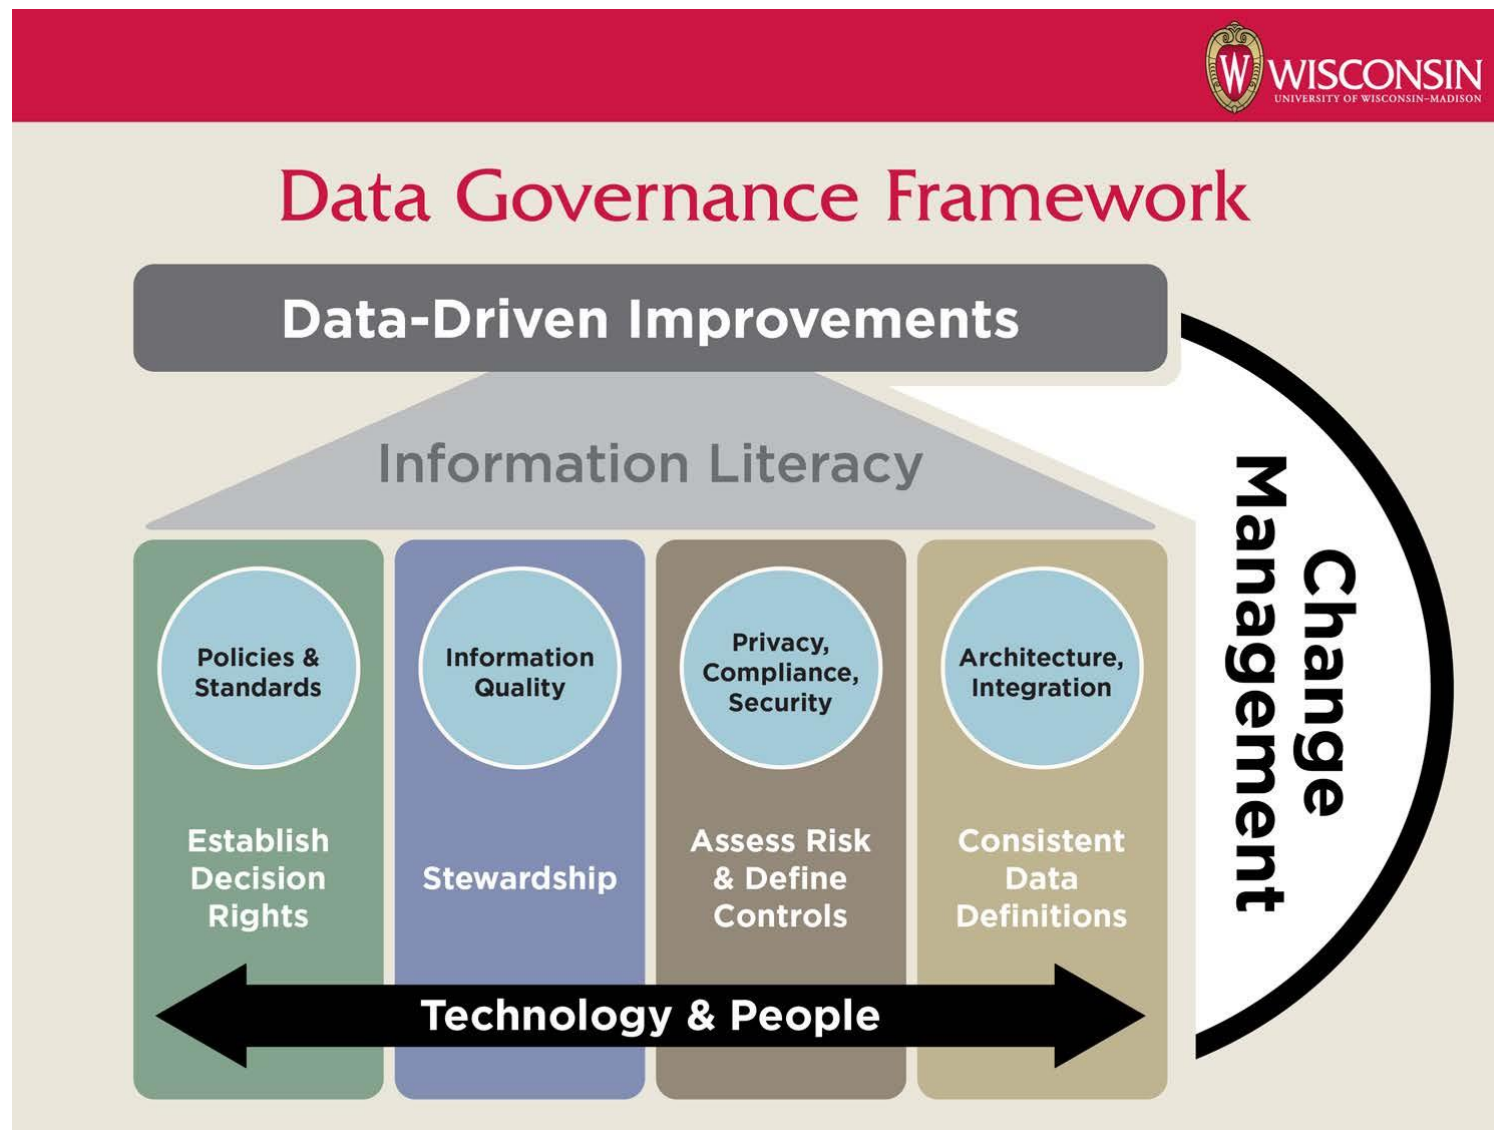 WISCONSIN
UNIVERSITY OF WISCONSIN–MADISON
Data Governance Framework
Data-Driven Improvements
Information Literacy
Policies &
Standards
Establish
Decision
Rights
Information
Quality
Stewardship
Privacy,
Compliance,
Security
Assess Risk
& Define
Controls
Architecture,
Integration
Consistent
Data
Definitions
Technology & People
Change
Management